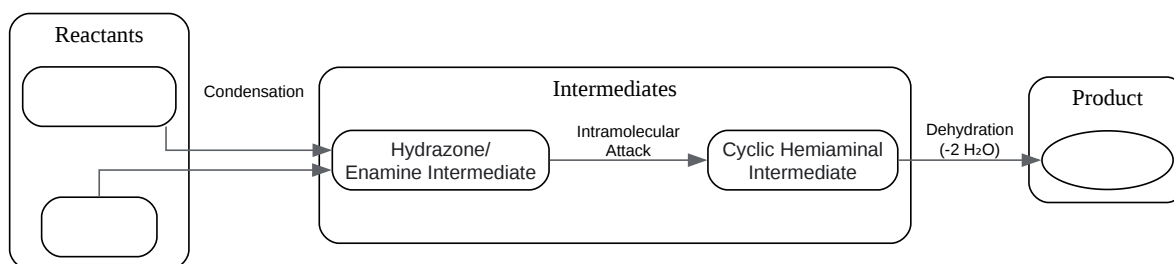 Reactants
Condensation
Intermediates
Hydrazone/
Enamine Intermediate
Intramolecular
Attack
Cyclic Hemiaminal
Intermediate
Dehydration
(-2 H₂O)
Product